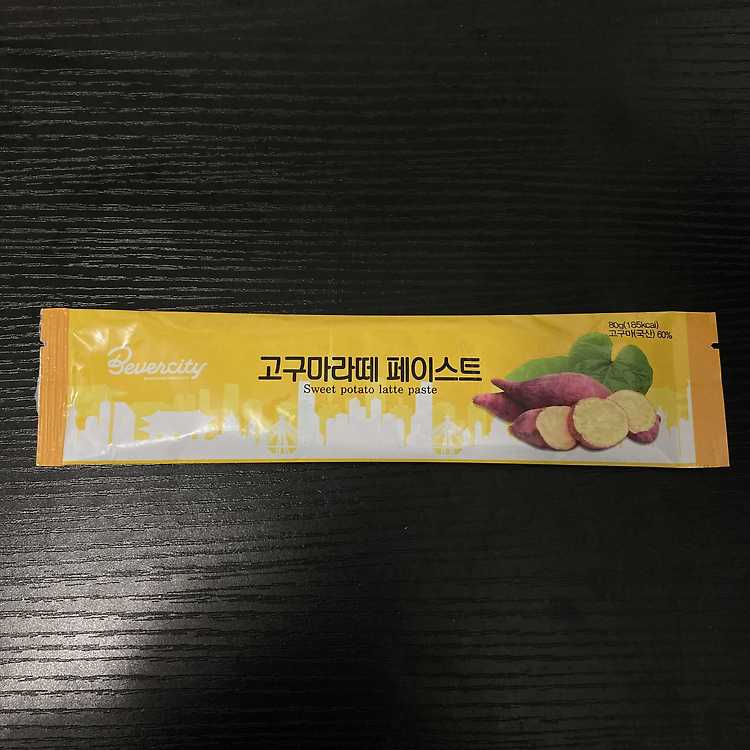 Bevercity
고구마라떼 페이스트
Sweet potato latte paste
80g(185kcal)
고구마(국산) 60%